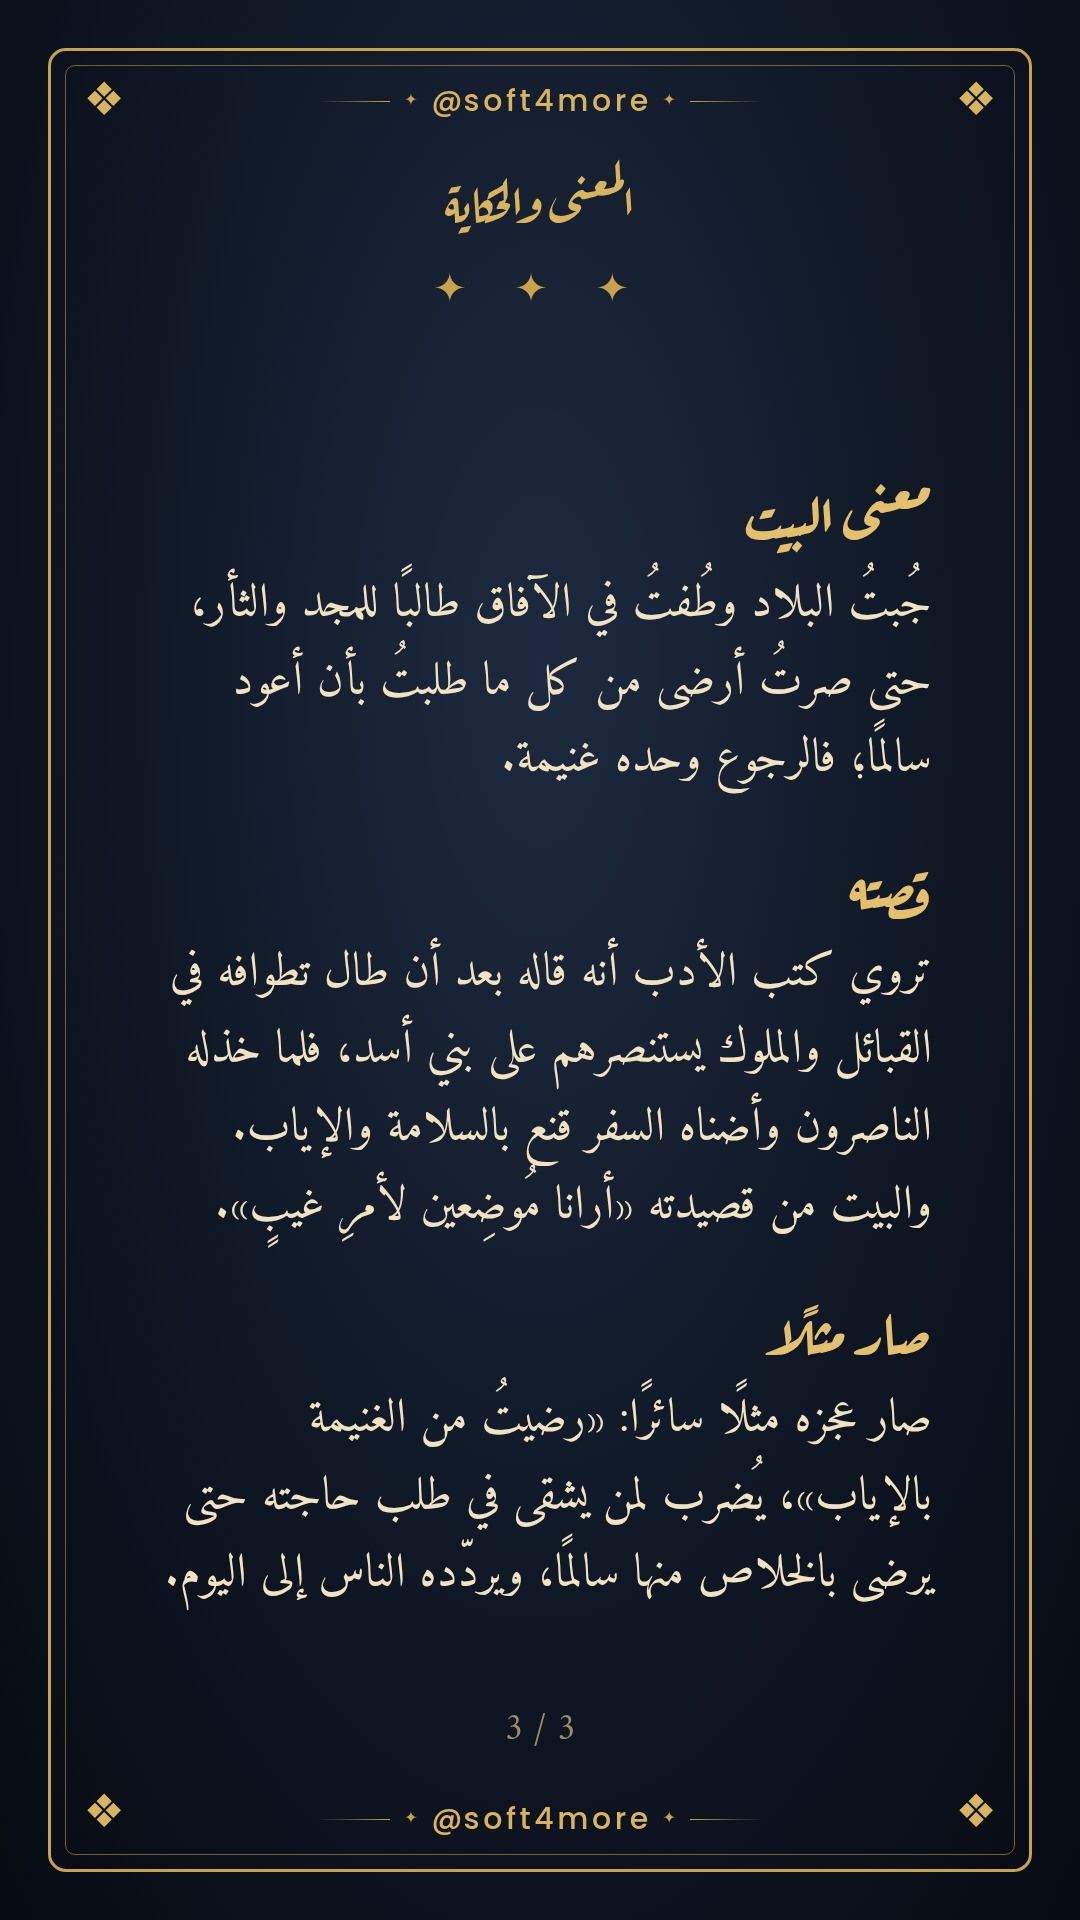 @soft4more
المعنى والحكاية
معنى البيت
جُبتُ البلاد وطُفتُ في الآفاق طالبًا للمجد والثأر،
حتى صرتُ أرضى من كل ما طلبتُ بأن أعود
سالمًا؛ فالرجوع وحده غنيمة.
قصته
تروي كتب الأدب أنه قاله بعد أن طال تطوافه في
القبائل والملوك يستنصرهم على بني أسد، فلما خذله
الناصرون وأضناه السفر قنع بالسلامة والإياب.
والبيت من قصيدته «أرانا مُوضِعين لأمرِ غيبٍ».
صار مثلًا
صار عجزه مثلًا سائرًا: «رضيتُ من الغنيمة
بالإياب»، يُضرب لمن يشقى في طلب حاجته حتى
يرضى بالخلاص منها سالمًا، ويردّده الناس إلى اليوم.
3 / 3
@soft4more